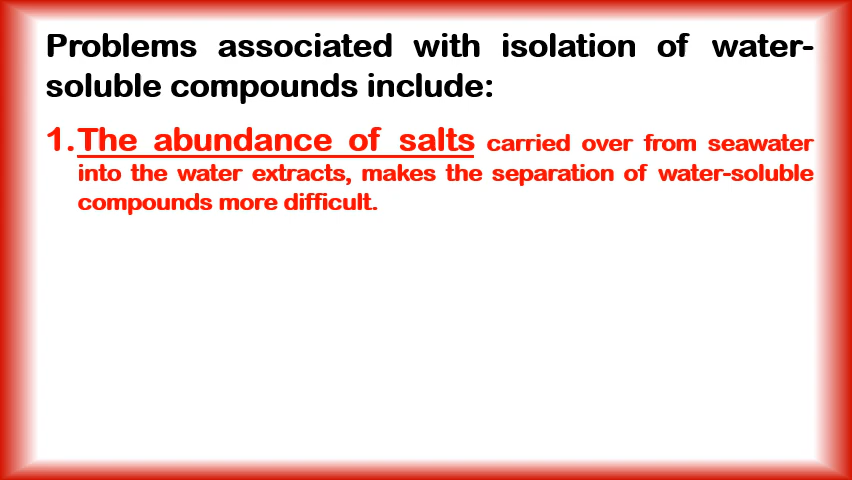 Problems associated with isolation of water-
soluble compounds include:
1. The abundance of salts carried over from seawater
into the water extracts, makes the separation of water-soluble
compounds more difficult.